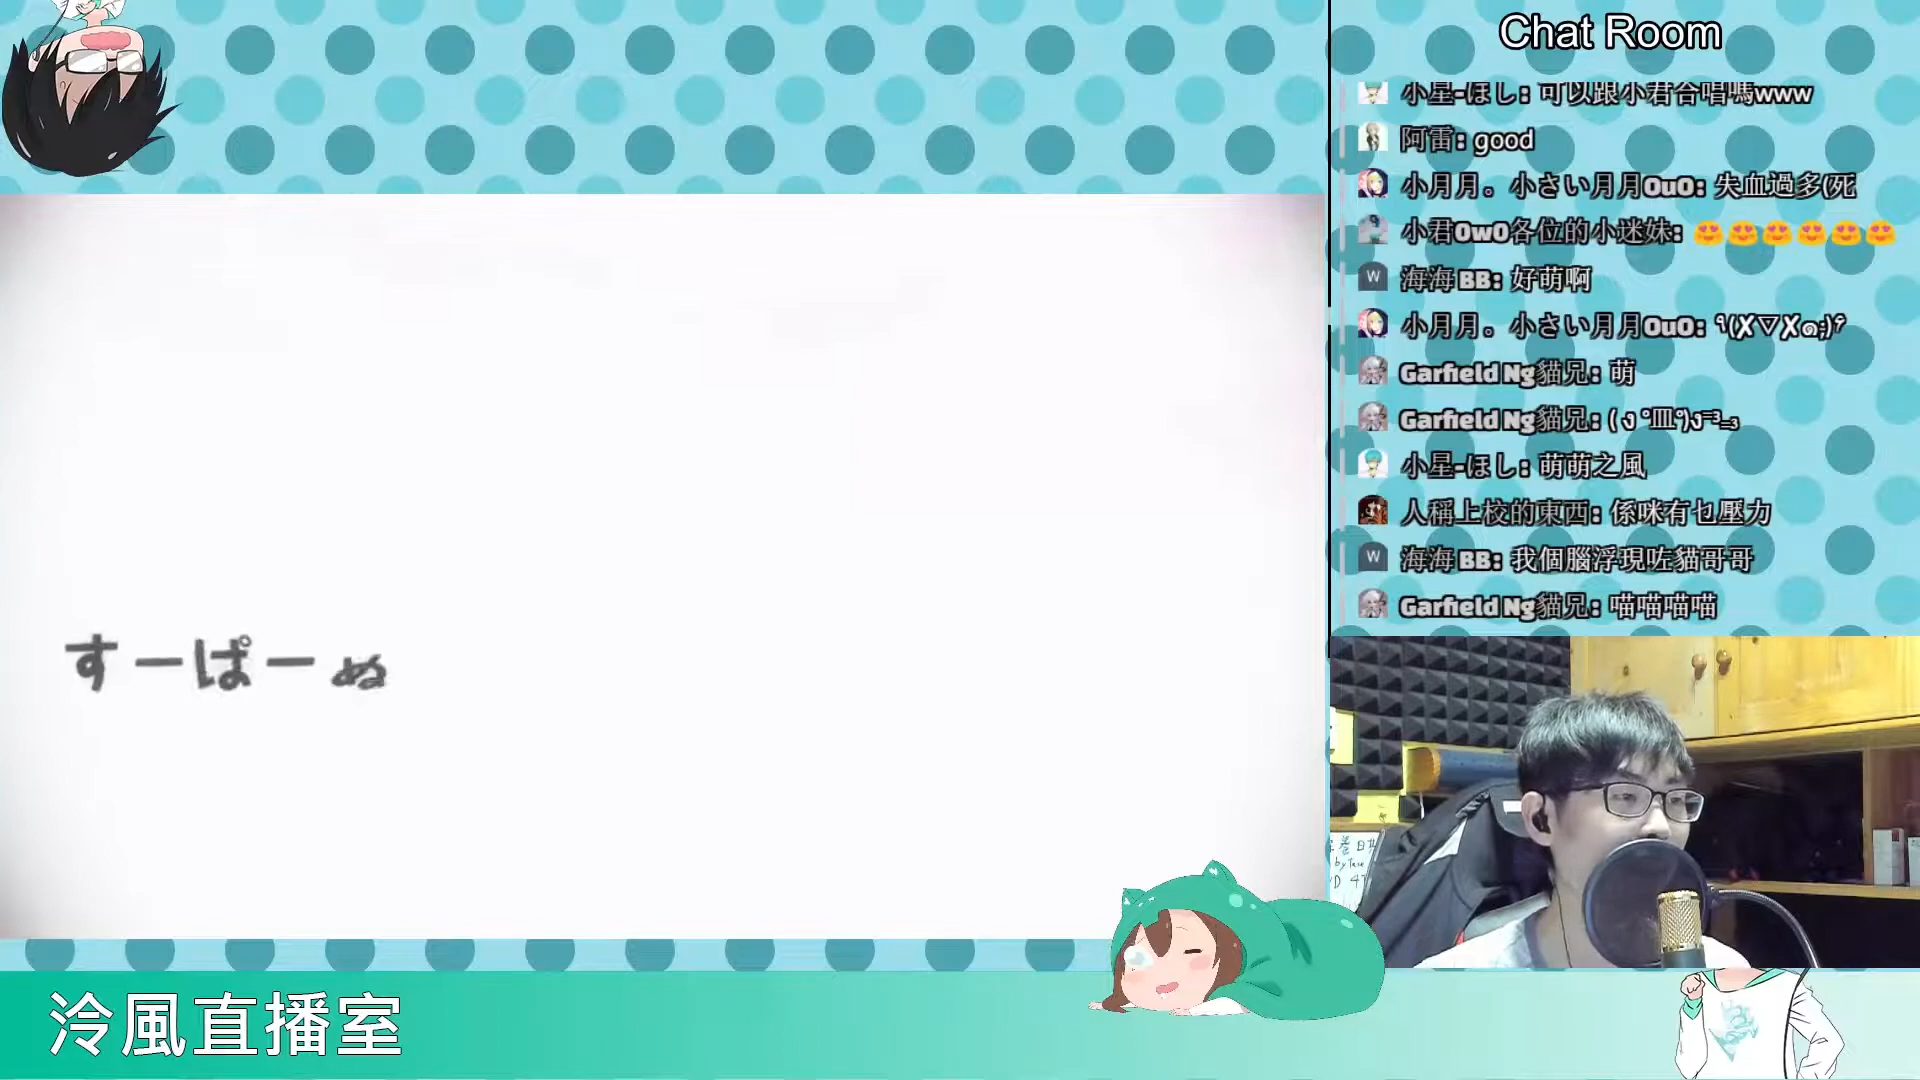 Chat Room
小星-ほし: 可以跟小君合唱嗎www
阿雷: good
小月月。小さい月月OuO: 失血過多(死
小君OwO各位的小迷妹: 😍😍😍😍😍😍
W 海海 BB: 好萌啊
小月月。小さい月月OuO: ٩(X▽X๑;)۶
Garfield Ng貓兄: 萌
Garfield Ng貓兄: ( ง °皿°)ง⁼³₌₃
小星-ほし: 萌萌之風
人稱上校的東西: 係咪有乜壓力
W 海海 BB: 我個腦浮現咗貓哥哥
Garfield Ng貓兄: 喵喵喵喵
すーぱーぬ
泠風直播室